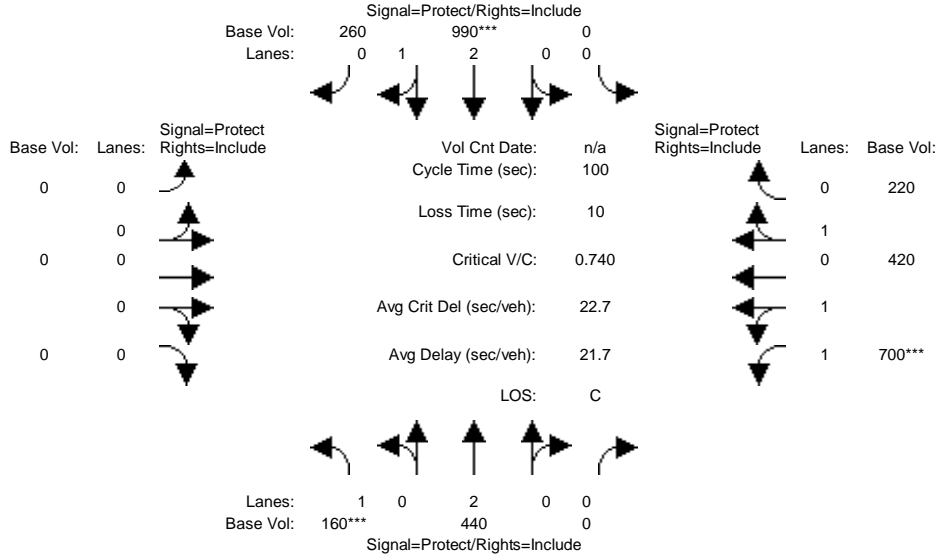 Signal=Protect/Rights=Include
Base Vol: 260 990*** 0
Lanes: 0 1 2 0 0
Signal=Protect Signal=Protect
Base Vol: Lanes: Rights=Include Vol Cnt Date: n/a Rights=Include Lanes: Base Vol:
Cycle Time (sec): 100
0 0 0 220
Loss Time (sec): 10
0 1
0 0 Critical V/C: 0.740 0 420
0 Avg Crit Del (sec/veh): 22.7 1
0 0 Avg Delay (sec/veh): 21.7 1 700***
LOS: C
Lanes: 1 0 2 0 0
Base Vol: 160*** 440 0
Signal=Protect/Rights=Include